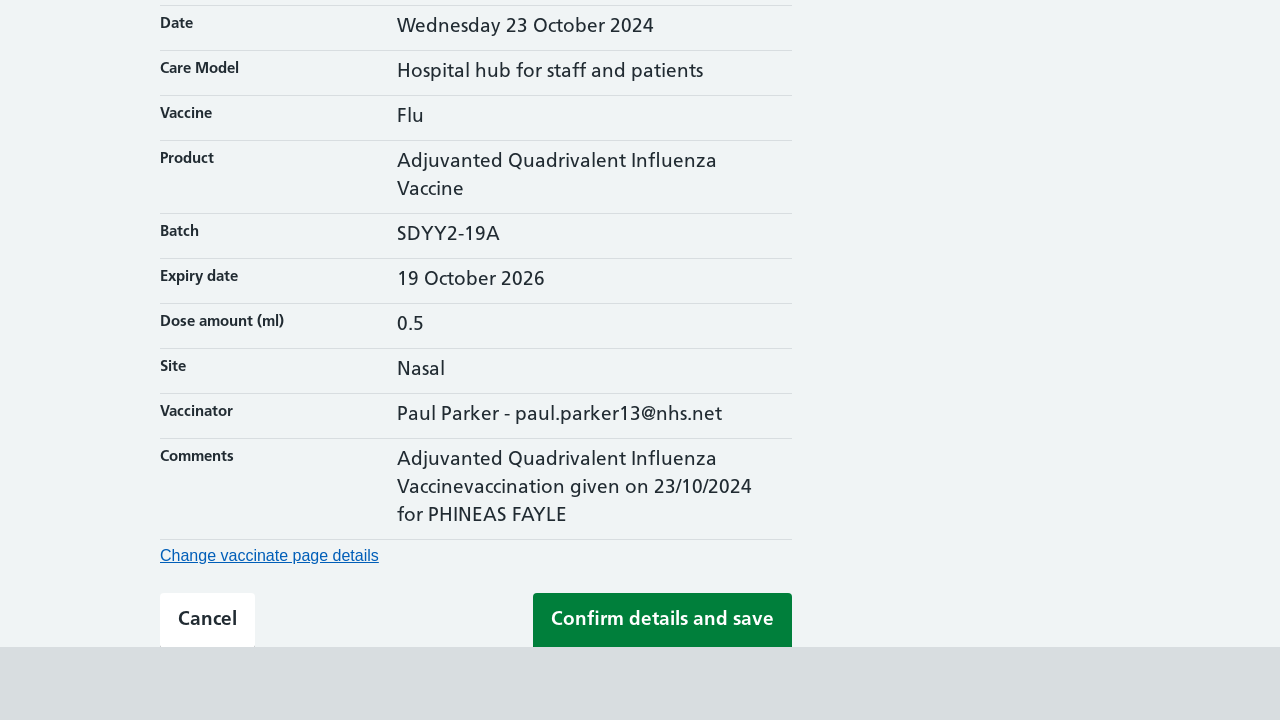 Date Wednesday 23 October 2024
Care Model Hospital hub for staff and patients
Vaccine Flu
Product Adjuvanted Quadrivalent Influenza
Vaccine
Batch SDYY2-19A
Expiry date 19 October 2026
Dose amount (ml) 0.5
Site Nasal
Vaccinator Paul Parker - paul.parker13@nhs.net
Comments Adjuvanted Quadrivalent Influenza
Vaccinevaccination given on 23/10/2024
for PHINEAS FAYLE
Change vaccinate page details
Cancel Confirm details and save